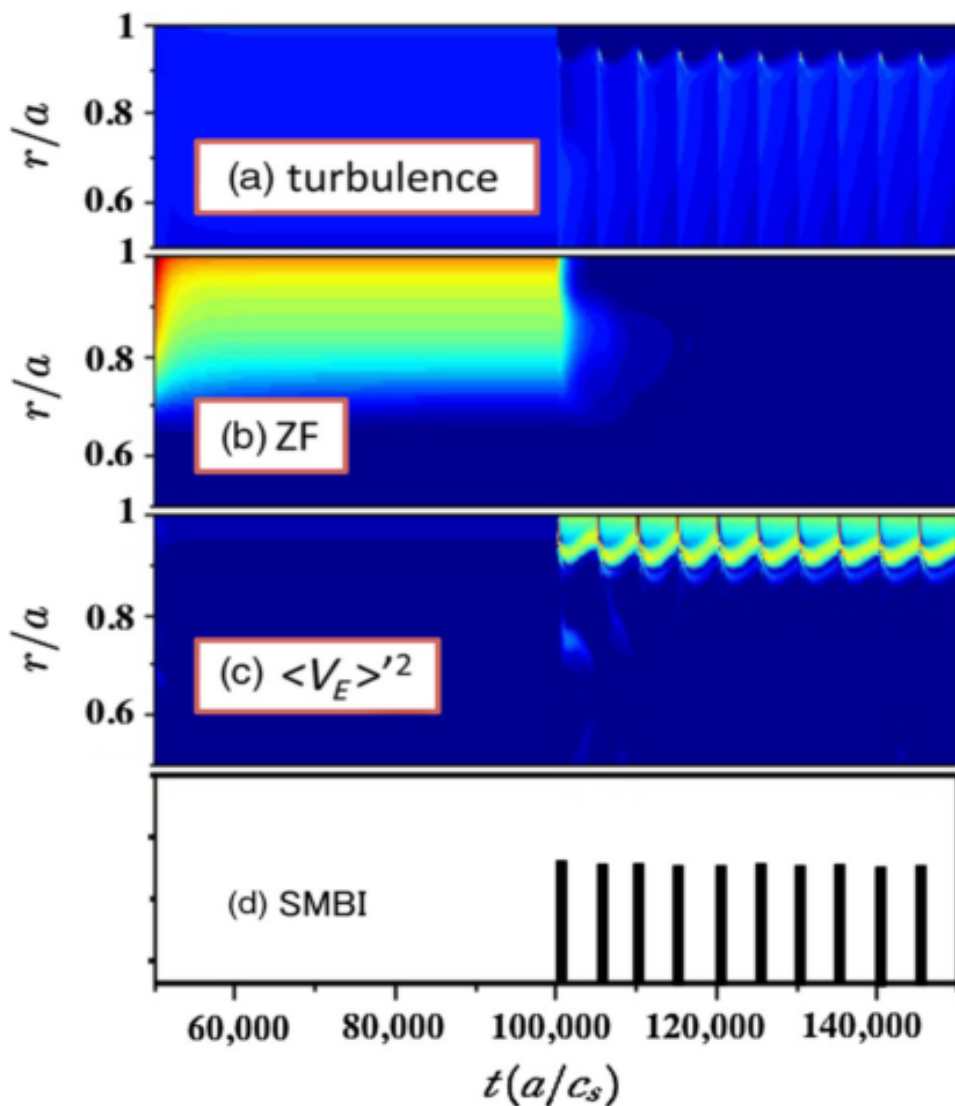 1
0.8
0.6
r/a
(a) turbulence
1
0.8
0.6
r/a
(b) ZF
1
0.8
0.6
r/a
(c) <V_E>'²
(d) SMBI
60,000 80,000 100,000 120,000 140,000
t(a/cₛ)